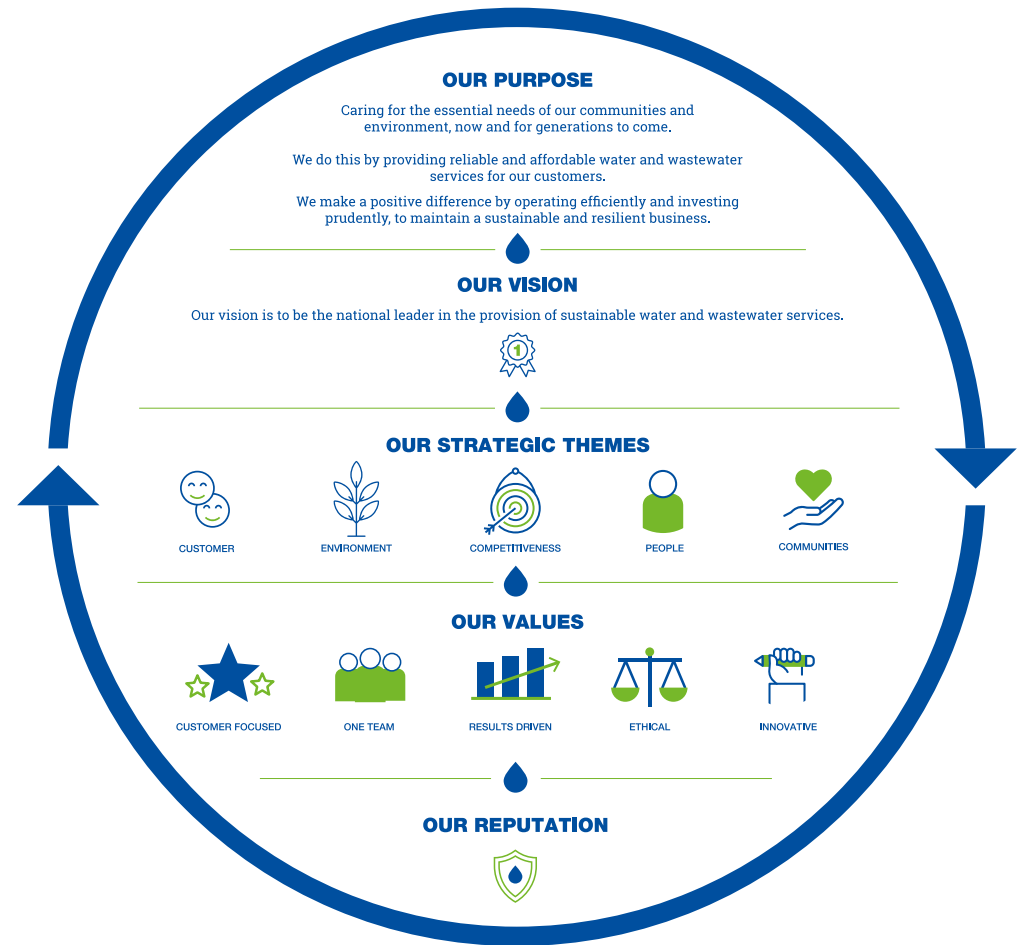 OUR PURPOSE
Caring for the essential needs of our communities and
environment, now and for generations to come.
We do this by providing reliable and affordable water and wastewater
services for our customers.
We make a positive difference by operating efficiently and investing
prudently, to maintain a sustainable and resilient business.
OUR VISION
Our vision is to be the national leader in the provision of sustainable water and wastewater services.
1
OUR STRATEGIC THEMES
CUSTOMER ENVIRONMENT COMPETITIVENESS PEOPLE COMMUNITIES
OUR VALUES
CUSTOMER FOCUSED ONE TEAM RESULTS DRIVEN ETHICAL INNOVATIVE
OUR REPUTATION